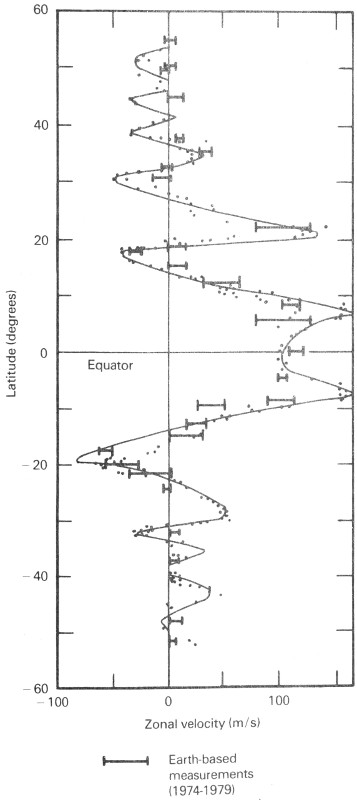 60
40
20
0
Equator
−20
−40
−60
Latitude (degrees)
−100
0
100
Zonal velocity (m/s)
Earth-based
measurements
(1974-1979)